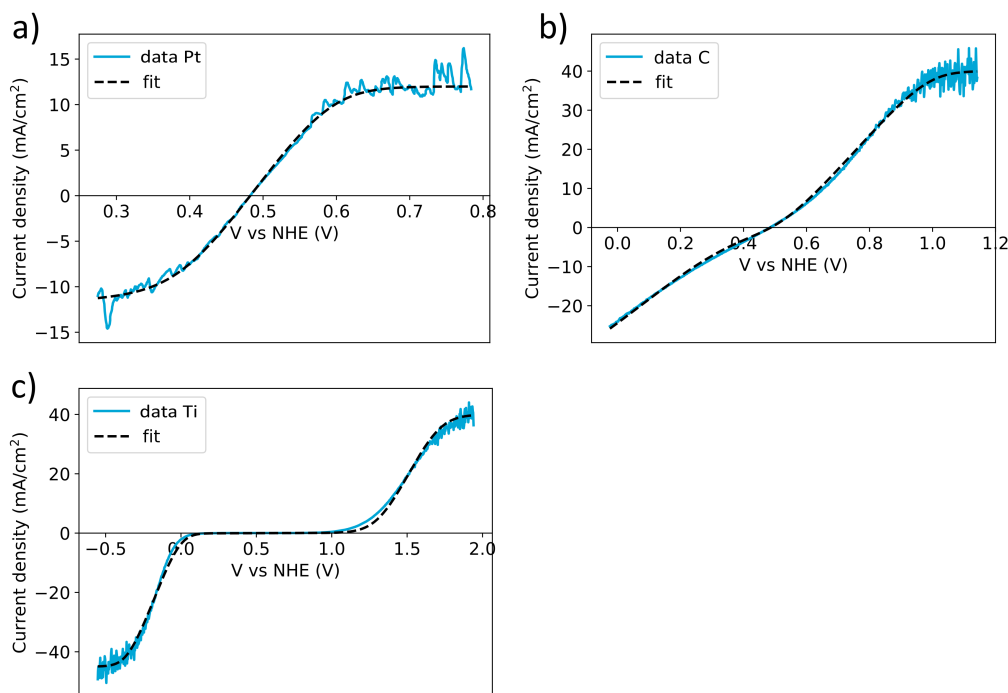 a)
data Pt
fit
Current density (mA/cm²)
15
10
5
0
−5
−10
−15
0.3 0.4 0.5 0.6 0.7 0.8
V vs NHE (V)
b)
data C
fit
Current density (mA/cm²)
40
30
20
10
0
−10
−20
0.0 0.2 0.4 0.6 0.8 1.0 1.2
V vs NHE (V)
c)
data Ti
fit
Current density (mA/cm²)
40
20
0
−20
−40
−0.5 0.0 0.5 1.0 1.5 2.0
V vs NHE (V)